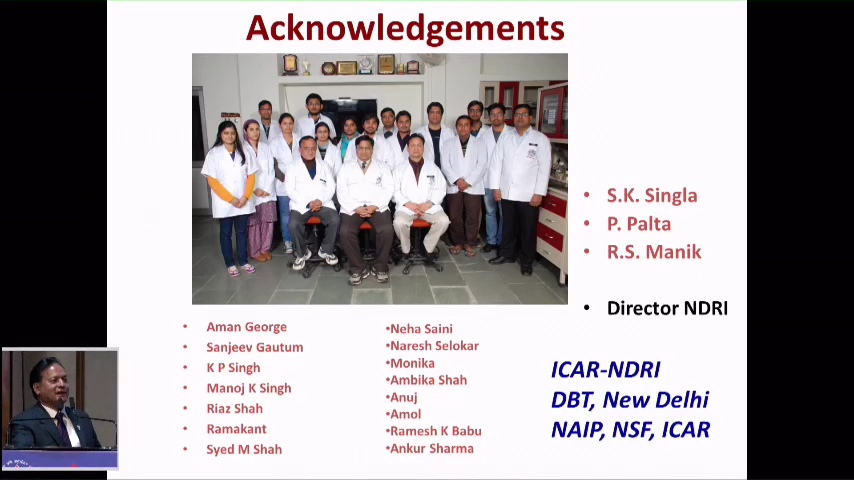 Acknowledgements
• S.K. Singla
• P. Palta
• R.S. Manik
• Director NDRI
• Aman George
• Sanjeev Gautum
• K P Singh
• Manoj K Singh
• Riaz Shah
• Ramakant
• Syed M Shah
•Neha Saini
•Naresh Selokar
•Monika
•Ambika Shah
•Anuj
•Amol
•Ramesh K Babu
•Ankur Sharma
ICAR-NDRI
DBT, New Delhi
NAIP, NSF, ICAR